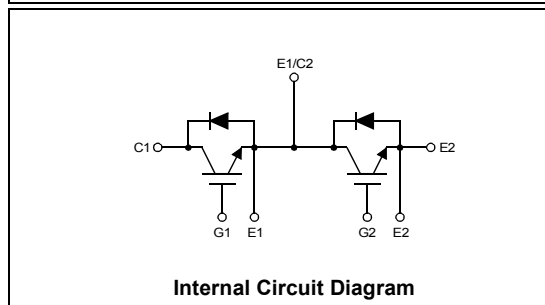 E1/C2
C1 E2
G1 E1 G2 E2
Internal Circuit Diagram